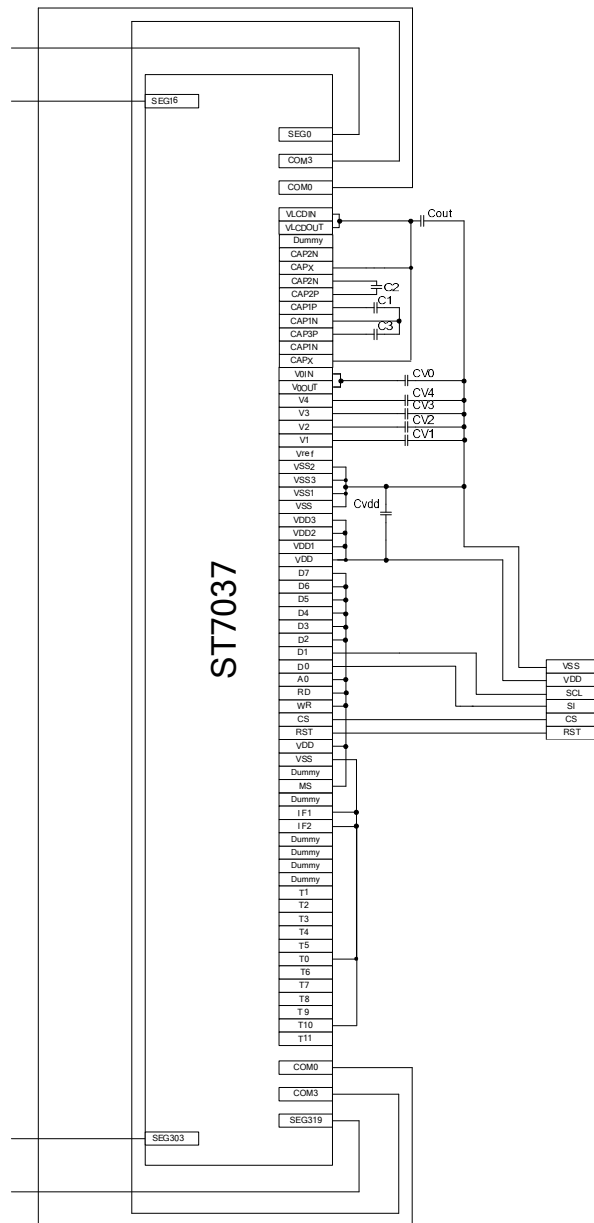 SEG16
SEG0
COM3
COM0
VLCDIN
VLCDOUT
Dummy
CAP2N
CAPX
CAP2N
CAP2P
CAP1P
CAP1N
CAP3P
CAP1N
CAPX
V0IN
V0OUT
V4
V3
V2
V1
Vref
VSS2
VSS3
VSS1
VSS
VDD3
VDD2
VDD1
VDD
D7
D6
D5
D4
D3
D2
D1
D0
A0
RD
WR
CS
RST
VDD
VSS
Dummy
MS
Dummy
IF1
IF2
Dummy
Dummy
Dummy
Dummy
T1
T2
T3
T4
T5
T0
T6
T7
T8
T9
T10
T11
COM0
COM3
SEG319
SEG303
ST7037
Cout
C2
C1
C3
CV0
CV4
CV3
CV2
CV1
Cvdd
VSS
VDD
SCL
SI
CS
RST